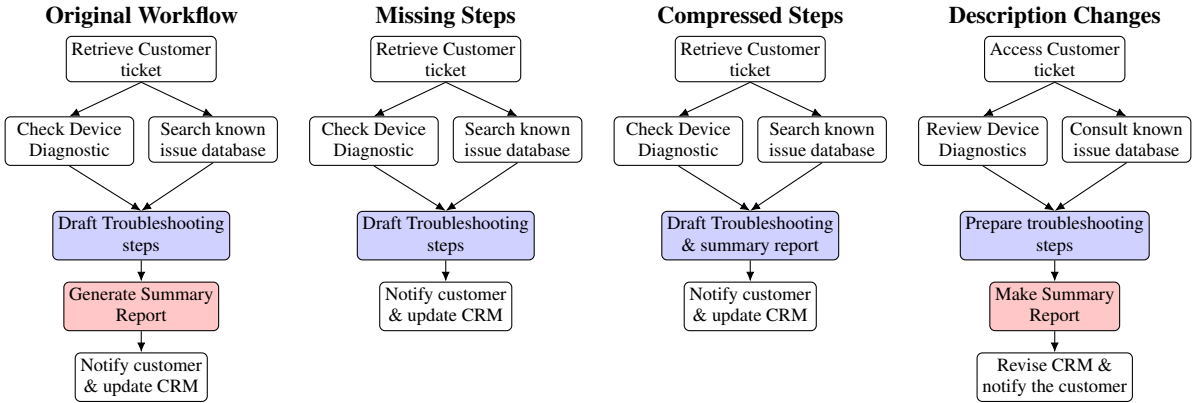 Original Workflow
Retrieve Customer
ticket
Check Device
Diagnostic
Search known
issue database
Draft Troubleshooting
steps
Generate Summary
Report
Notify customer
& update CRM
Missing Steps
Retrieve Customer
ticket
Check Device
Diagnostic
Search known
issue database
Draft Troubleshooting
steps
Notify customer
& update CRM
Compressed Steps
Retrieve Customer
ticket
Check Device
Diagnostic
Search known
issue database
Draft Troubleshooting
& summary report
Notify customer
& update CRM
Description Changes
Access Customer
ticket
Review Device
Diagnostics
Consult known
issue database
Prepare troubleshooting
steps
Make Summary
Report
Revise CRM &
notify the customer